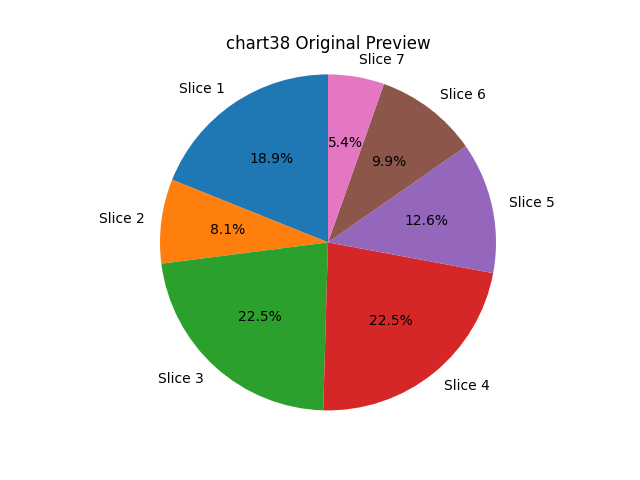 chart38 Original Preview
Slice 7
Slice 1
Slice 6
5.4%
18.9%
9.9%
Slice 5
Slice 2
12.6%
8.1%
22.5%
22.5%
Slice 3
Slice 4